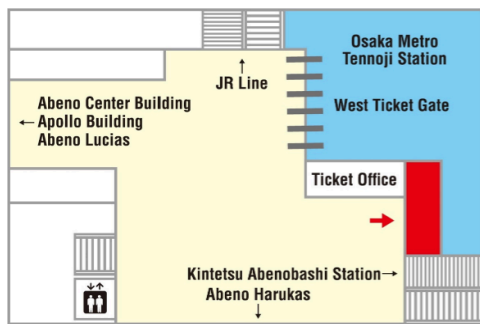 Osaka Metro
Tennoji Station
↑
JR Line
Abeno Center Building
← Apollo Building
Abeno Lucias
West Ticket Gate
Ticket Office
→
Kintetsu Abenobashi Station→
Abeno Harukas
↓